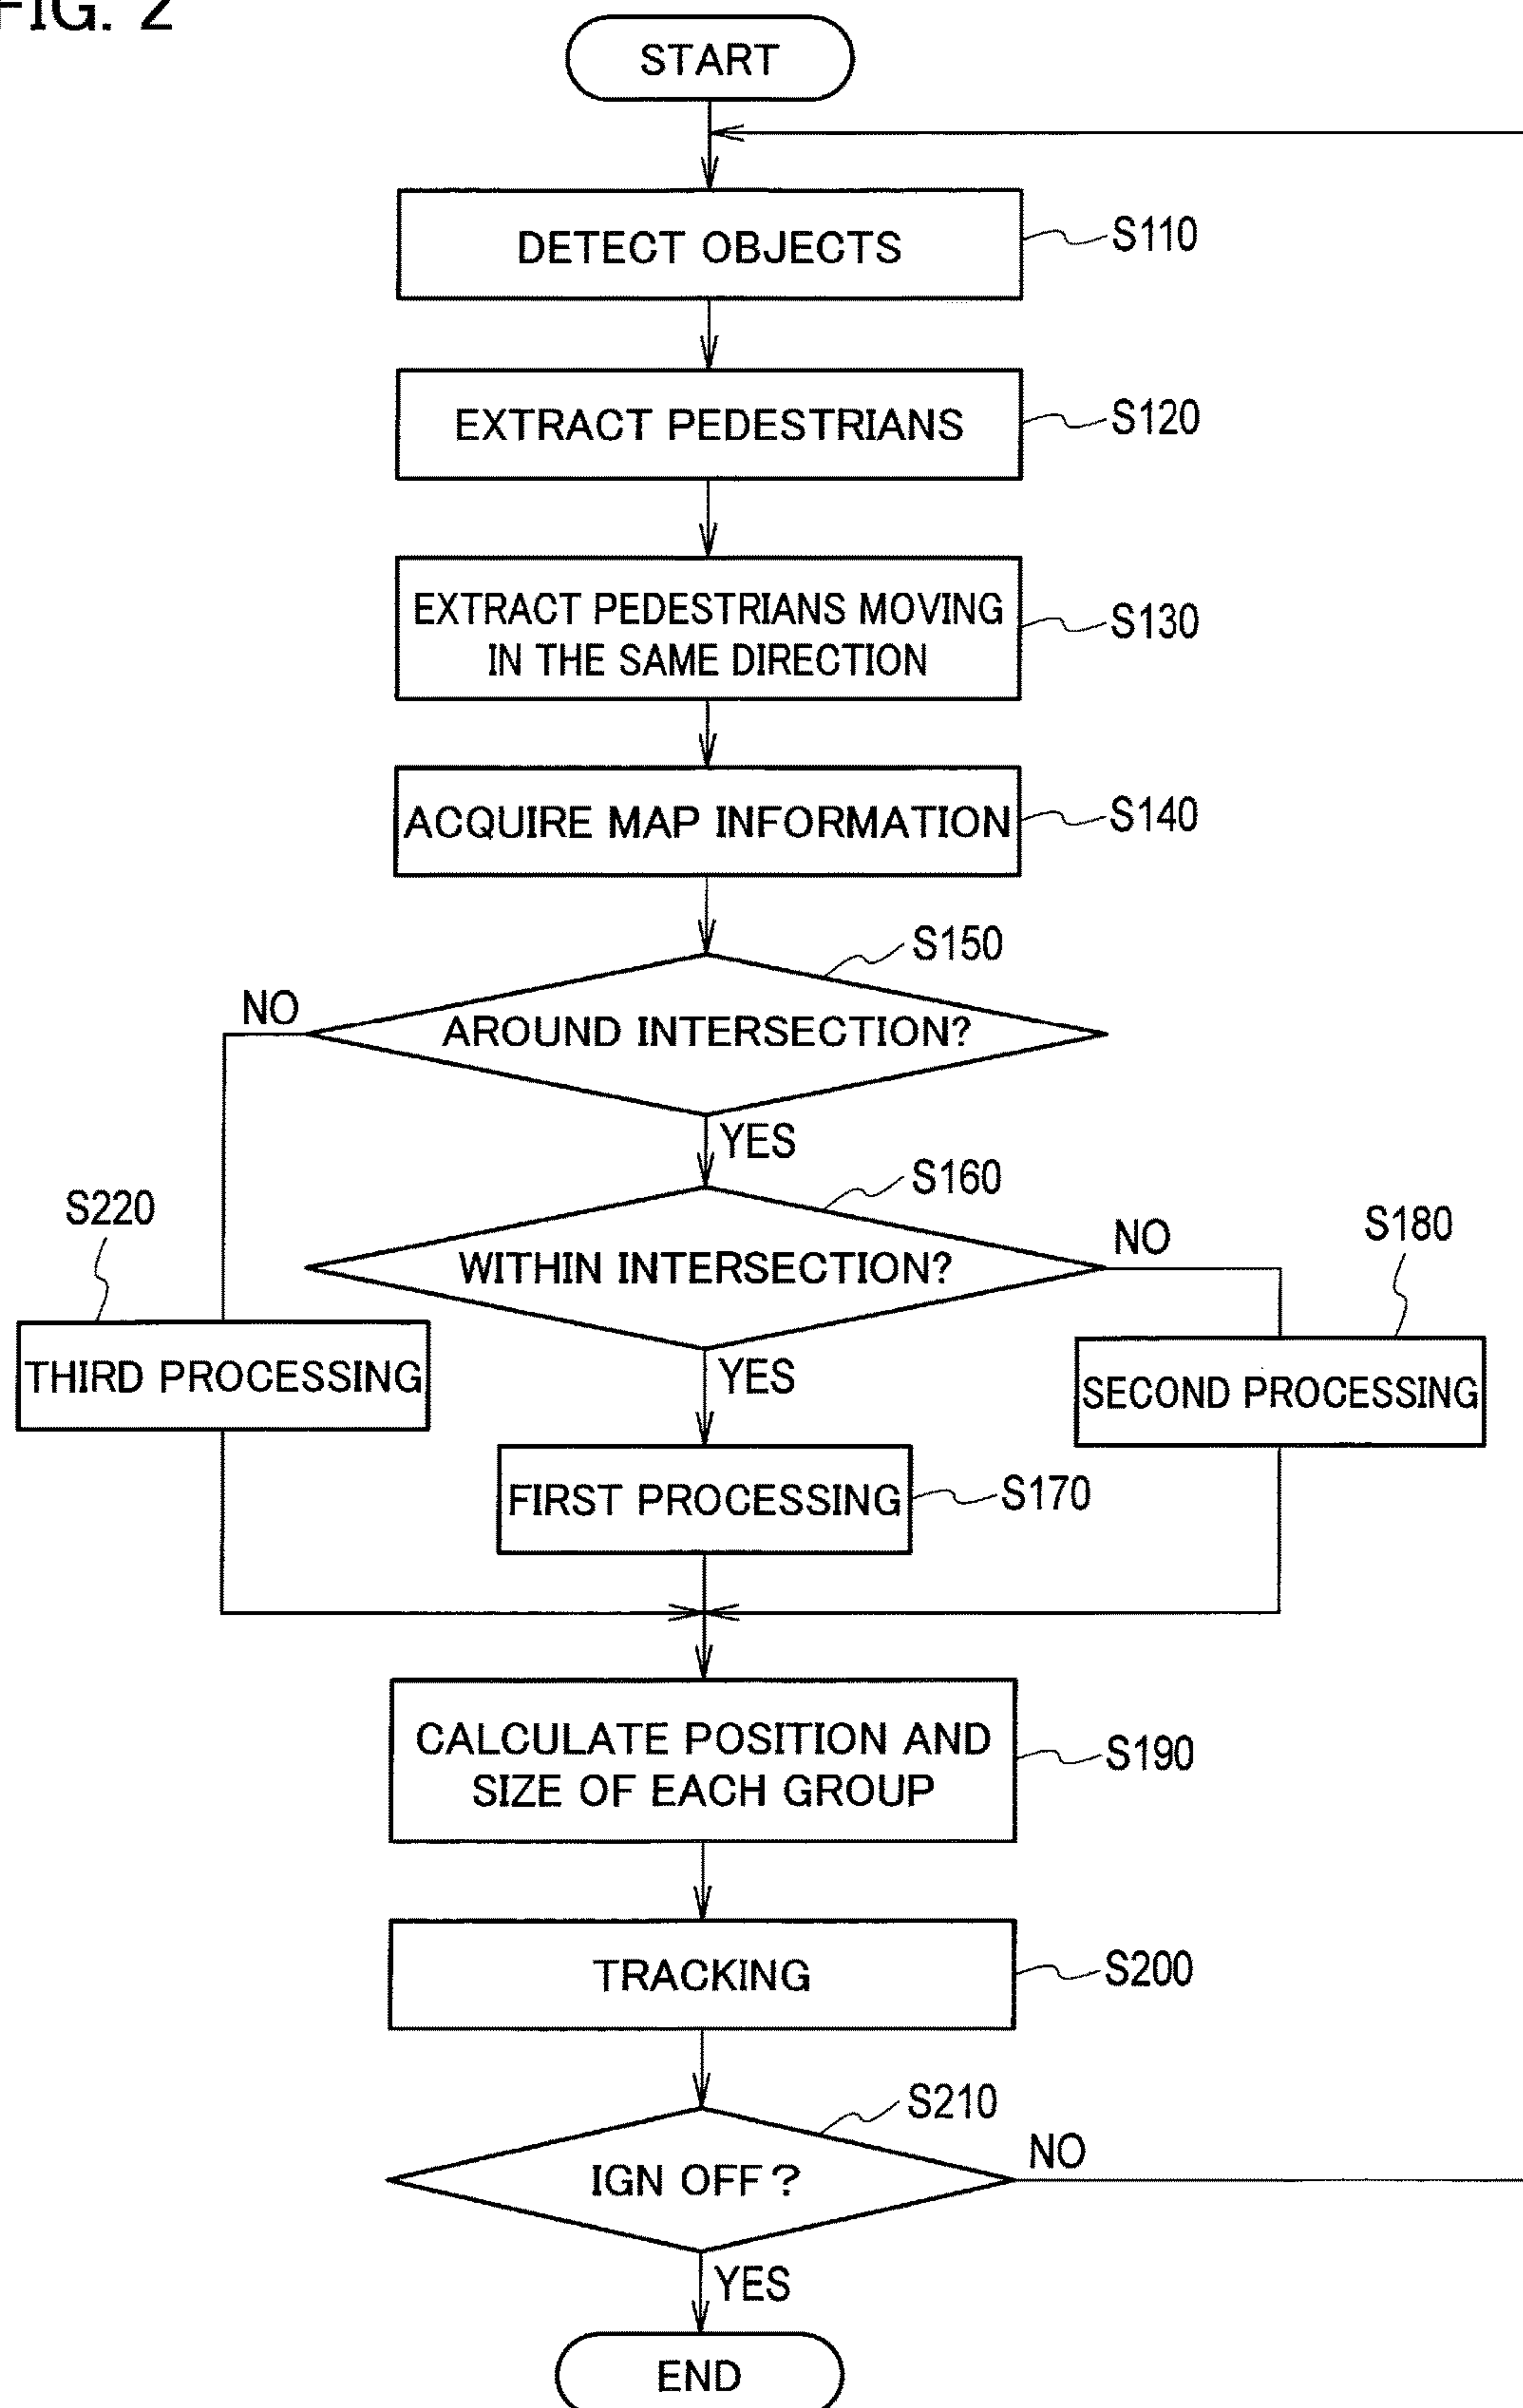 FIG. 2
START
DETECT OBJECTS
S110
EXTRACT PEDESTRIANS
S120
EXTRACT PEDESTRIANS MOVING
IN THE SAME DIRECTION
S130
ACQUIRE MAP INFORMATION
S140
S150
NO
AROUND INTERSECTION?
YES
S160
S220
WITHIN INTERSECTION?
NO
S180
THIRD PROCESSING
YES
SECOND PROCESSING
FIRST PROCESSING
S170
CALCULATE POSITION AND
SIZE OF EACH GROUP
S190
TRACKING
S200
S210
IGN OFF?
NO
YES
END